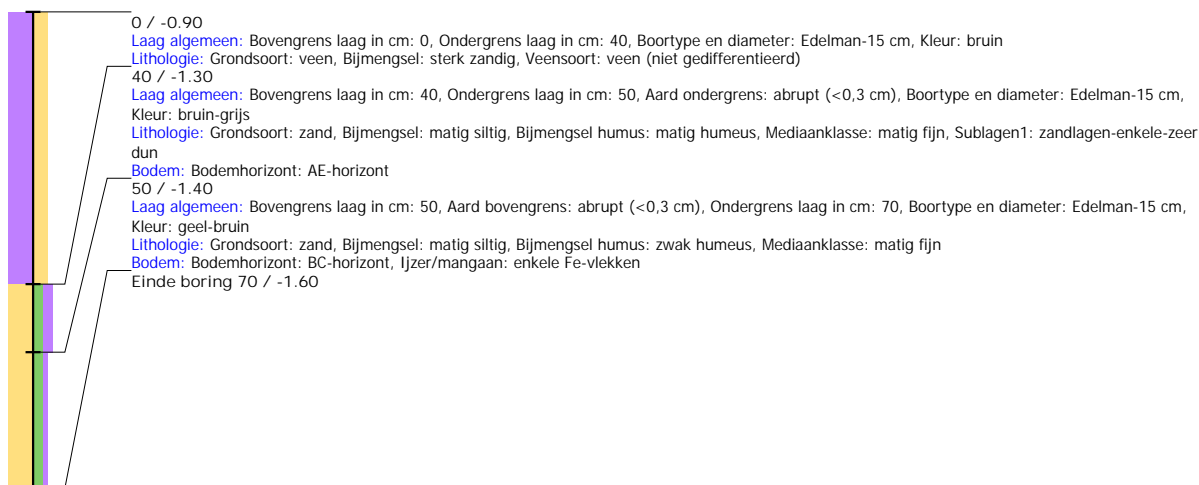 0 / -0.90
Laag algemeen: Bovengrens laag in cm: 0, Ondergrens laag in cm: 40, Boortype en diameter: Edelman-15 cm, Kleur: bruin
Lithologie: Grondsoort: veen, Bijmengsel: sterk zandig, Veensoort: veen (niet gedifferentieerd)
40 / -1.30
Laag algemeen: Bovengrens laag in cm: 40, Ondergrens laag in cm: 50, Aard ondergrens: abrupt (<0,3 cm), Boortype en diameter: Edelman-15 cm,
Kleur: bruin-grijs
Lithologie: Grondsoort: zand, Bijmengsel: matig siltig, Bijmengsel humus: matig humeus, Mediaanklasse: matig fijn, Sublagen1: zandlagen-enkele-zeer
dun
Bodem: Bodemhorizont: AE-horizont
50 / -1.40
Laag algemeen: Bovengrens laag in cm: 50, Aard bovengrens: abrupt (<0,3 cm), Ondergrens laag in cm: 70, Boortype en diameter: Edelman-15 cm,
Kleur: geel-bruin
Lithologie: Grondsoort: zand, Bijmengsel: matig siltig, Bijmengsel humus: zwak humeus, Mediaanklasse: matig fijn
Bodem: Bodemhorizont: BC-horizont, Ijzer/mangaan: enkele Fe-vlekken
Einde boring 70 / -1.60